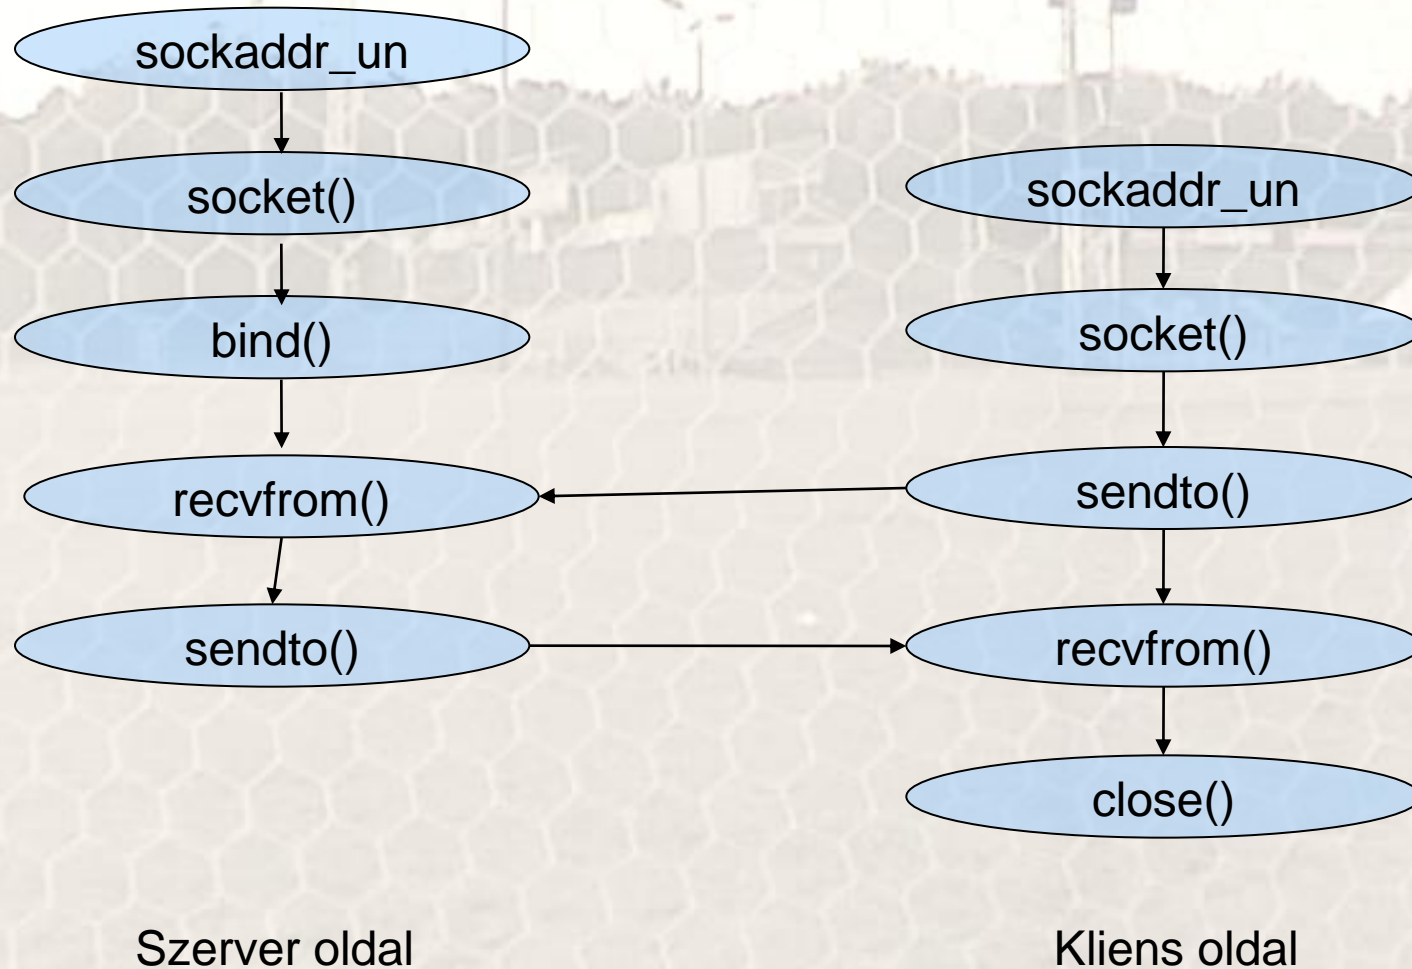 sockaddr_un
socket()
bind()
recvfrom()
sendto()
Szerver oldal
sockaddr_un
socket()
sendto()
recvfrom()
close()
Kliens oldal